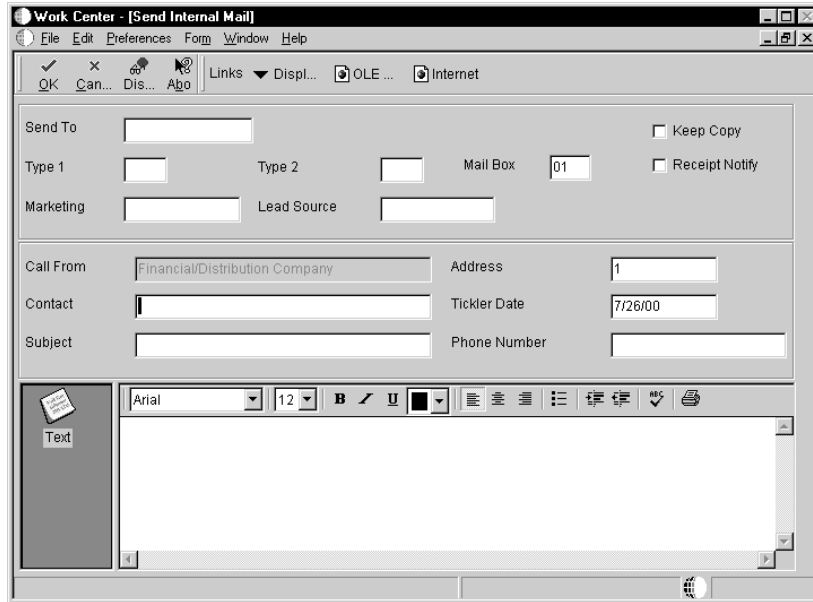 Work Center - [Send Internal Mail]
File Edit Preferences Form Window Help
OK Can... Dis... Abo Links Displ... OLE ... Internet
Send To Keep Copy
Type 1 Type 2 Mail Box 01 Receipt Notify
Marketing Lead Source
Call From Financial/Distribution Company Address 1
Contact Tickler Date 7/26/00
Subject Phone Number
Arial 12 B I U ABC
Text